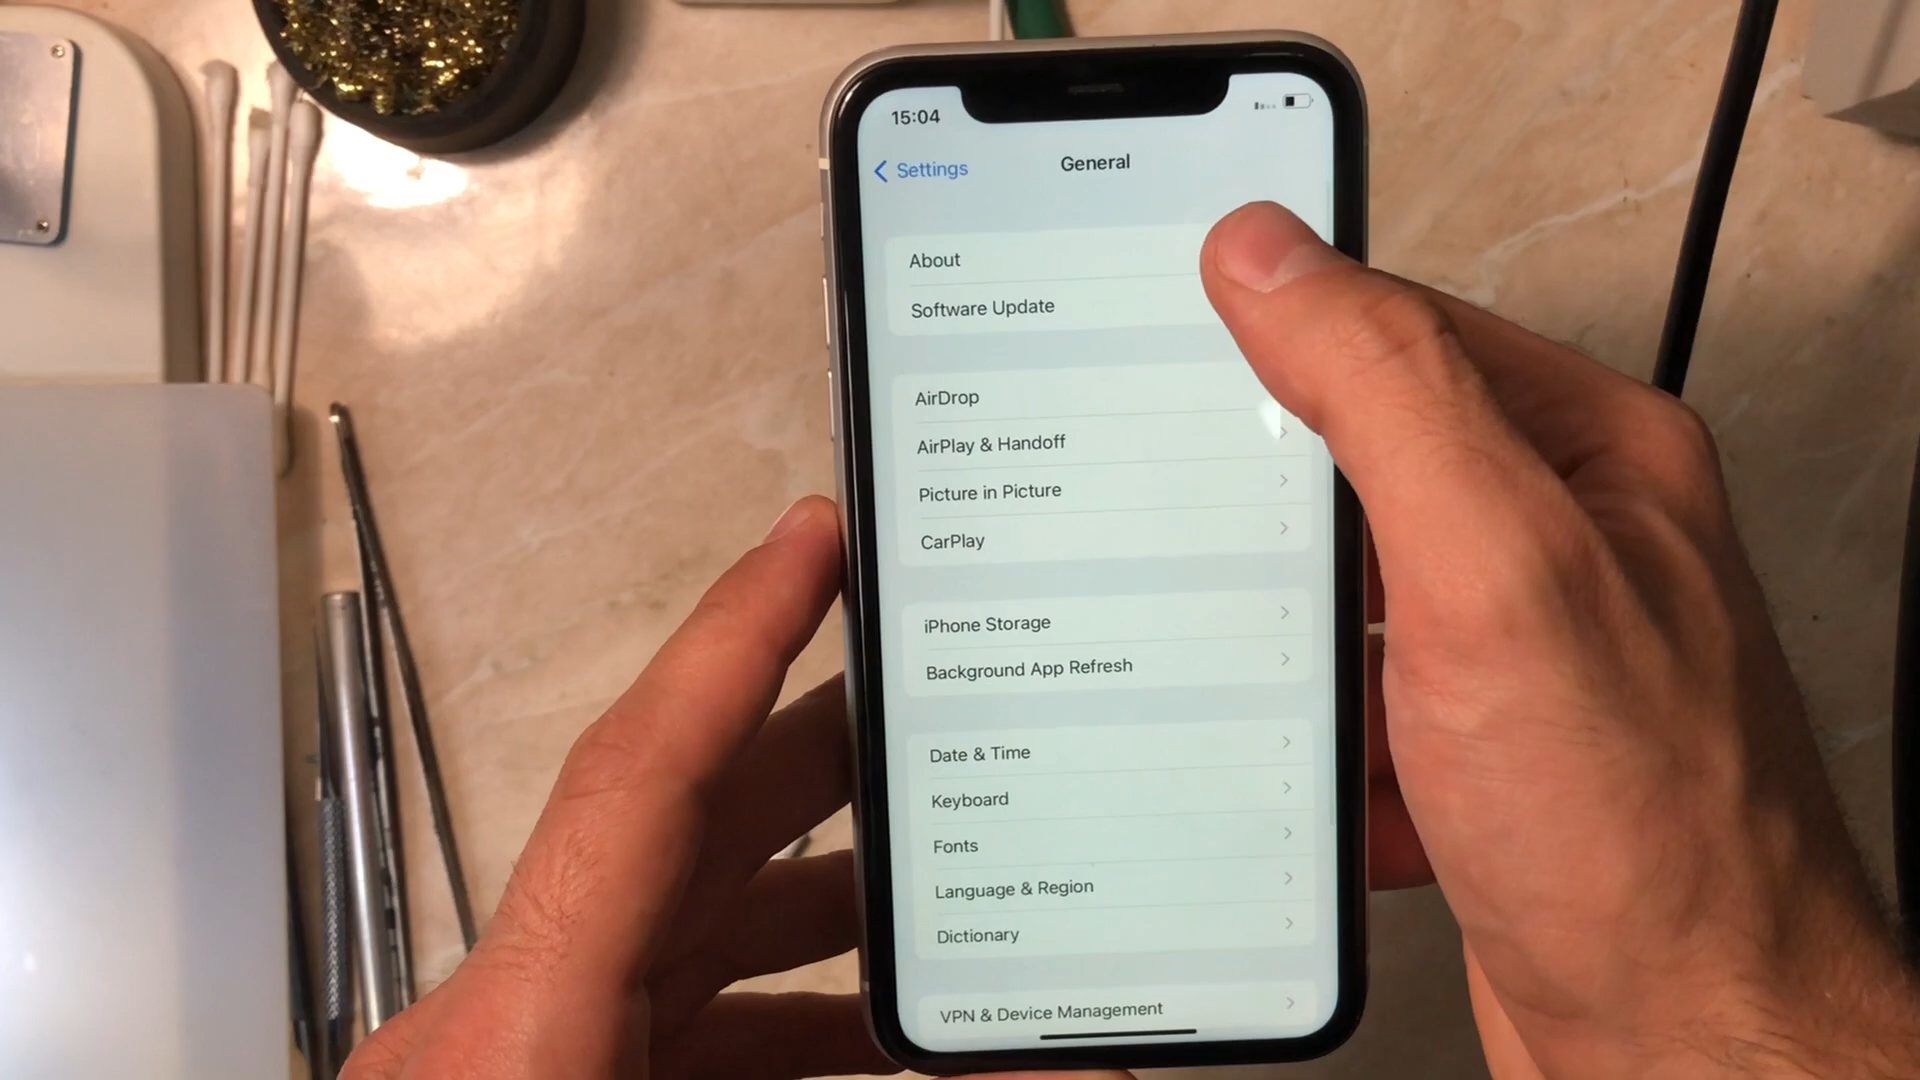 15:04
Settings
General
About
Software Update
AirDrop
AirPlay & Handoff
Picture in Picture
CarPlay
iPhone Storage
Background App Refresh
Date & Time
Keyboard
Fonts
Language & Region
Dictionary
VPN & Device Management